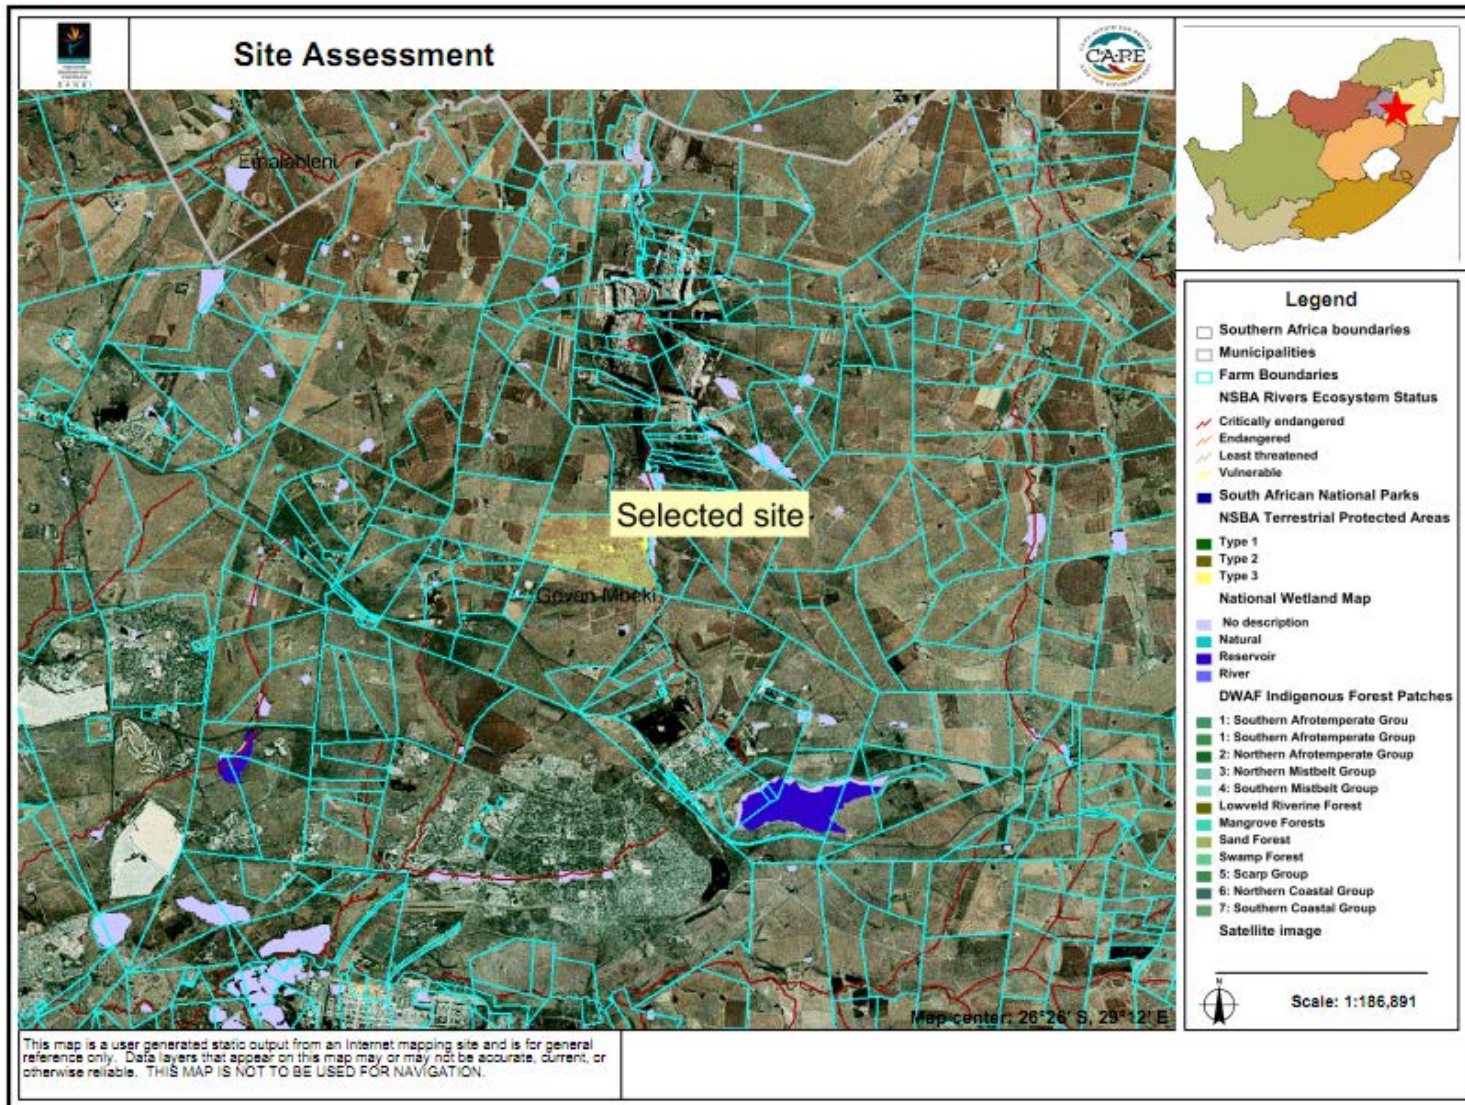 Site Assessment
SANBI
C.A.P.E
Emalahleni
Selected site
Govan Mbeki
Map center: 26°26' S, 29°12' E
Legend
Southern Africa boundaries
Municipalities
Farm Boundaries
NSBA Rivers Ecosystem Status
Critically endangered
Endangered
Least threatened
Vulnerable
South African National Parks
NSBA Terrestrial Protected Areas
Type 1
Type 2
Type 3
National Wetland Map
No description
Natural
Reservoir
River
DWAF Indigenous Forest Patches
1: Southern Afrotemperate Grou
1: Southern Afrotemperate Group
2: Northern Afrotemperate Group
3: Northern Mistbelt Group
4: Southern Mistbelt Group
Lowveld Riverine Forest
Mangrove Forests
Sand Forest
Swamp Forest
5: Scarp Group
6: Northern Coastal Group
7: Southern Coastal Group
Satellite image
N
Scale: 1:186,891
This map is a user generated static output from an Internet mapping site and is for general
reference only. Data layers that appear on this map may or may not be accurate, current, or
otherwise reliable. THIS MAP IS NOT TO BE USED FOR NAVIGATION.